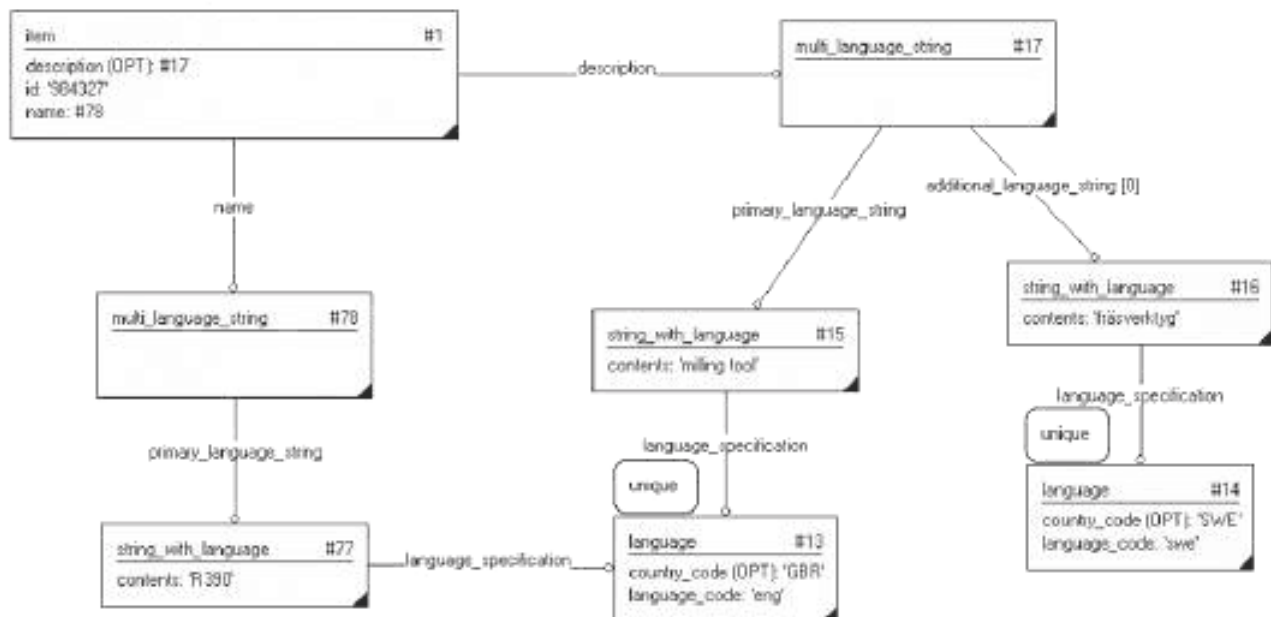 item #1
description (OPT): #17
id: '984327'
name: #78
description
multi_language_string #17
additional_language_string [0]
primary_language_string
name
string_with_language #16
contents: 'fräsverktyg'
multi_language_string #78
string_with_language #15
contents: 'milling tool'
language_specification
unique
language_specification
primary_language_string
unique
language #14
country_code (OPT): 'SWE'
language_code: 'swe'
string_with_language #77
contents: 'R390'
language_specification
language #13
country_code (OPT): 'GBR'
language_code: 'eng'